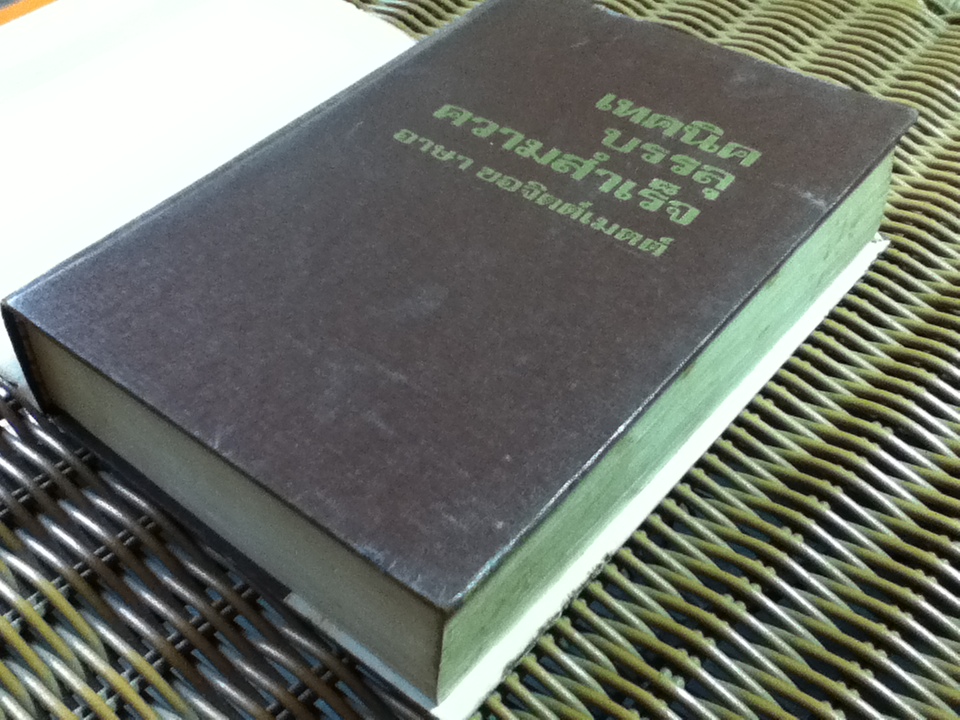 เทคนิค
บรรลุ
ความสำเร็จ
อาษา ขอจิตต์เมตต์